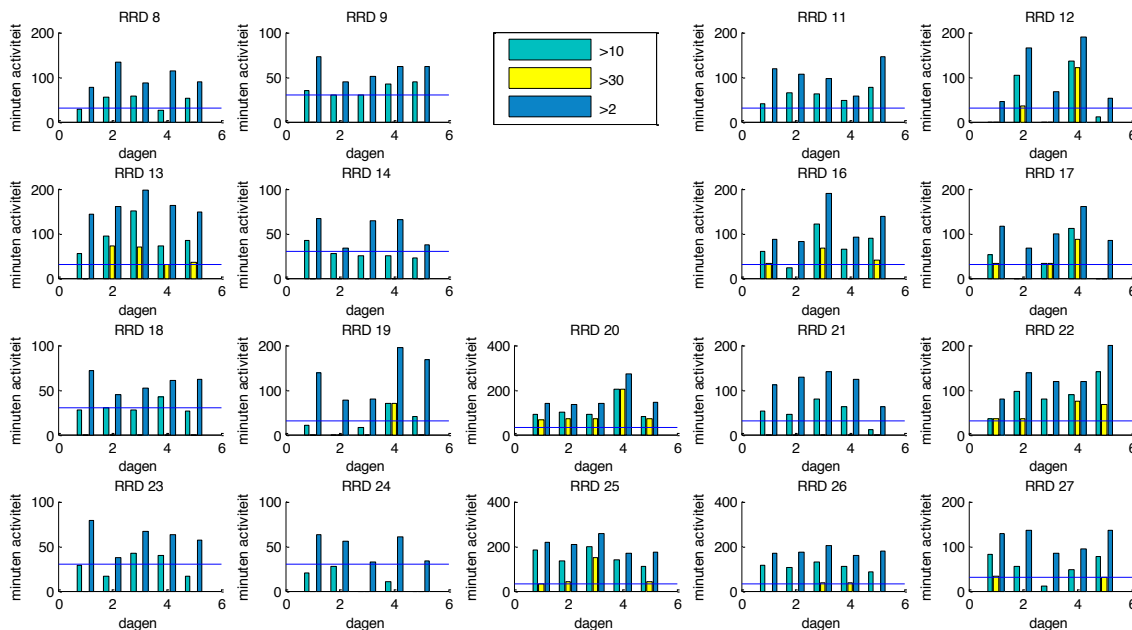 RRD 8
200
100
0
0 2 4 6
minuten activiteit
dagen
RRD 9
100
50
0
0 2 4 6
minuten activiteit
dagen
>10
>30
>2
RRD 11
200
100
0
0 2 4 6
minuten activiteit
dagen
RRD 12
200
100
0
0 2 4 6
minuten activiteit
dagen
RRD 13
200
100
0
0 2 4 6
minuten activiteit
dagen
RRD 14
100
50
0
0 2 4 6
minuten activiteit
dagen
RRD 16
200
100
0
0 2 4 6
minuten activiteit
dagen
RRD 17
200
100
0
0 2 4 6
minuten activiteit
dagen
RRD 18
100
50
0
0 2 4 6
minuten activiteit
dagen
RRD 19
200
100
0
0 2 4 6
minuten activiteit
dagen
RRD 20
400
200
0
0 2 4 6
minuten activiteit
dagen
RRD 21
200
100
0
0 2 4 6
minuten activiteit
dagen
RRD 22
200
100
0
0 2 4 6
minuten activiteit
dagen
RRD 23
100
50
0
0 2 4 6
minuten activiteit
dagen
RRD 24
100
50
0
0 2 4 6
minuten activiteit
dagen
RRD 25
400
200
0
0 2 4 6
minuten activiteit
dagen
RRD 26
400
200
0
0 2 4 6
minuten activiteit
dagen
RRD 27
200
100
0
0 2 4 6
minuten activiteit
dagen